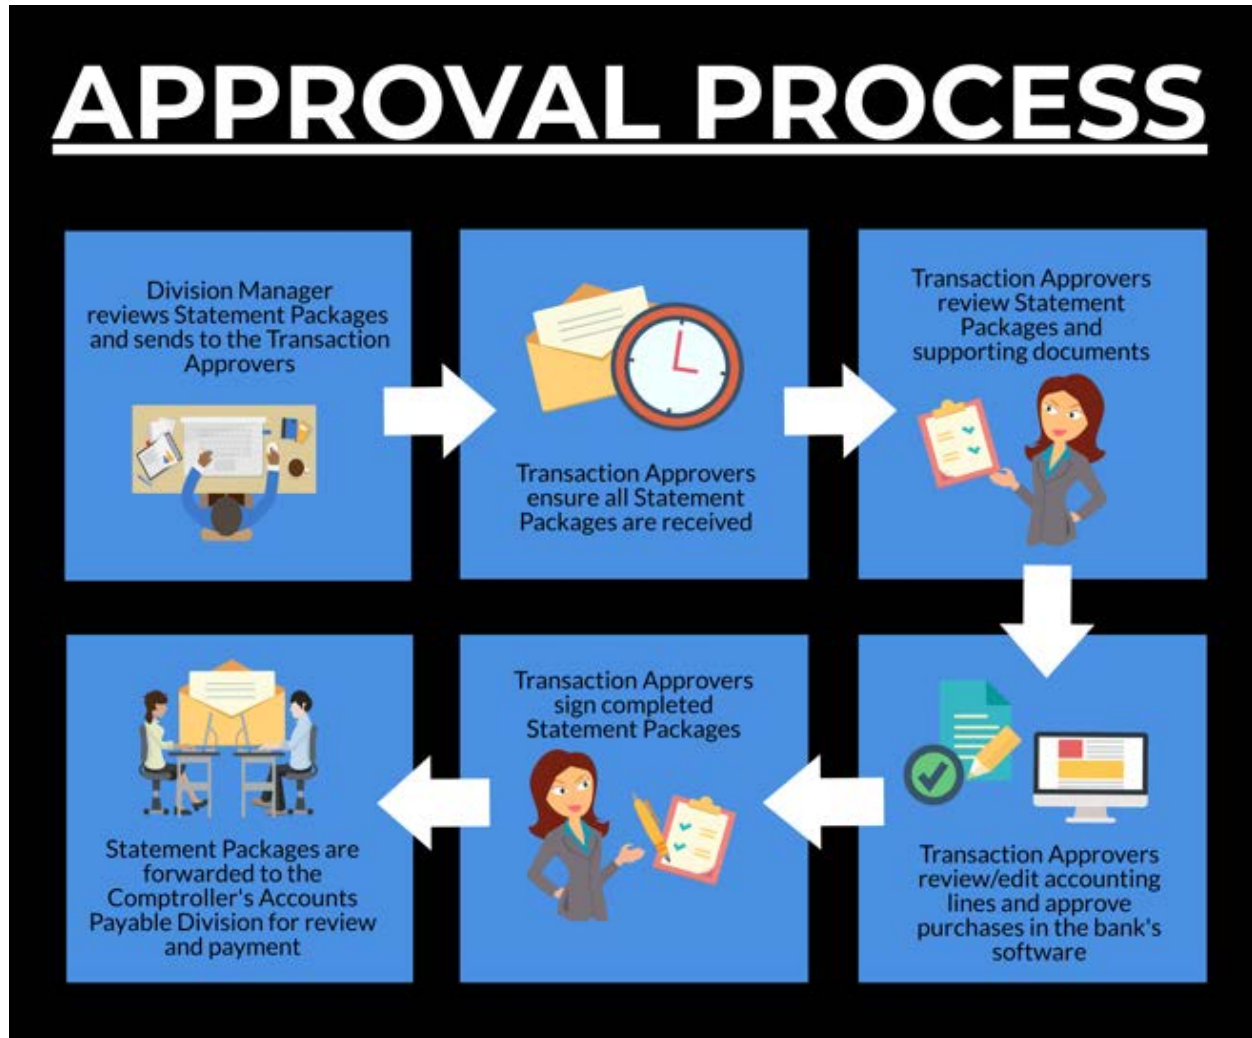 APPROVAL PROCESS
Division Manager
reviews Statement Packages
and sends to the Transaction
Approvers
Transaction Approvers
ensure all Statement
Packages are received
Transaction Approvers
review Statement
Packages and
supporting documents
Transaction Approvers
review/edit accounting
lines and approve
purchases in the bank's
software
Transaction Approvers
sign completed
Statement Packages
Statement Packages are
forwarded to the
Comptroller's Accounts
Payable Division for review
and payment